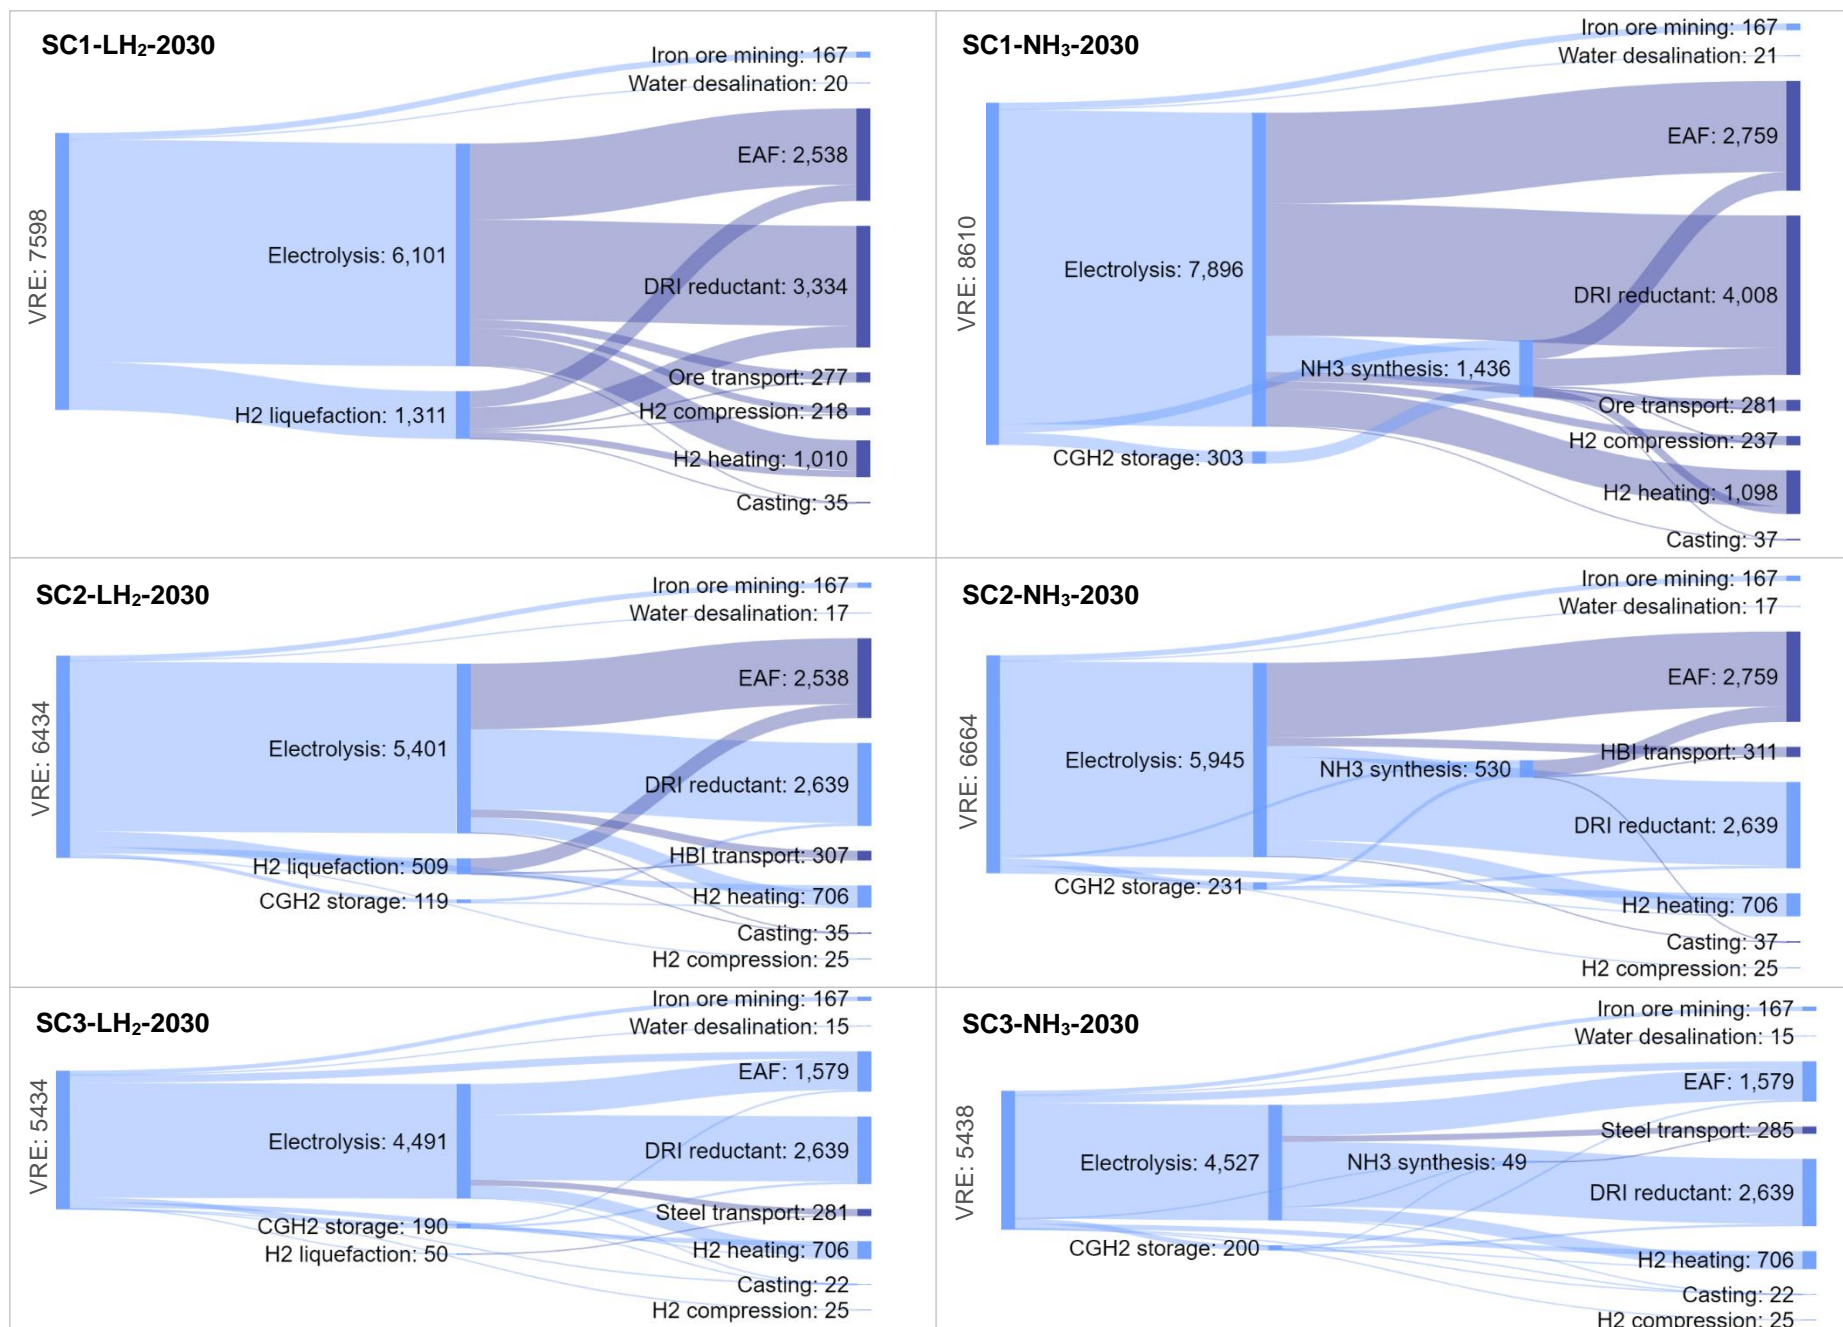 SC1-LH2-2030
Iron ore mining: 167
Water desalination: 20
EAF: 2,538
VRE: 7598
Electrolysis: 6,101
DRI reductant: 3,334
Ore transport: 277
H2 liquefaction: 1,311
H2 compression: 218
H2 heating: 1,010
Casting: 35
SC1-NH3-2030
Iron ore mining: 167
Water desalination: 21
EAF: 2,759
VRE: 8610
Electrolysis: 7,896
DRI reductant: 4,008
NH3 synthesis: 1,436
Ore transport: 281
H2 compression: 237
CGH2 storage: 303
H2 heating: 1,098
Casting: 37
SC2-LH2-2030
Iron ore mining: 167
Water desalination: 17
EAF: 2,538
VRE: 6434
Electrolysis: 5,401
DRI reductant: 2,639
HBI transport: 307
H2 liquefaction: 509
CGH2 storage: 119
H2 heating: 706
Casting: 35
H2 compression: 25
SC2-NH3-2030
Iron ore mining: 167
Water desalination: 17
EAF: 2,759
VRE: 6664
Electrolysis: 5,945
HBI transport: 311
NH3 synthesis: 530
DRI reductant: 2,639
CGH2 storage: 231
H2 heating: 706
Casting: 37
H2 compression: 25
SC3-LH2-2030
Iron ore mining: 167
Water desalination: 15
EAF: 1,579
VRE: 5434
Electrolysis: 4,491
DRI reductant: 2,639
Steel transport: 281
CGH2 storage: 190
H2 liquefaction: 50
H2 heating: 706
Casting: 22
H2 compression: 25
SC3-NH3-2030
Iron ore mining: 167
Water desalination: 15
EAF: 1,579
VRE: 5438
Steel transport: 285
Electrolysis: 4,527
NH3 synthesis: 49
DRI reductant: 2,639
CGH2 storage: 200
H2 heating: 706
Casting: 22
H2 compression: 25